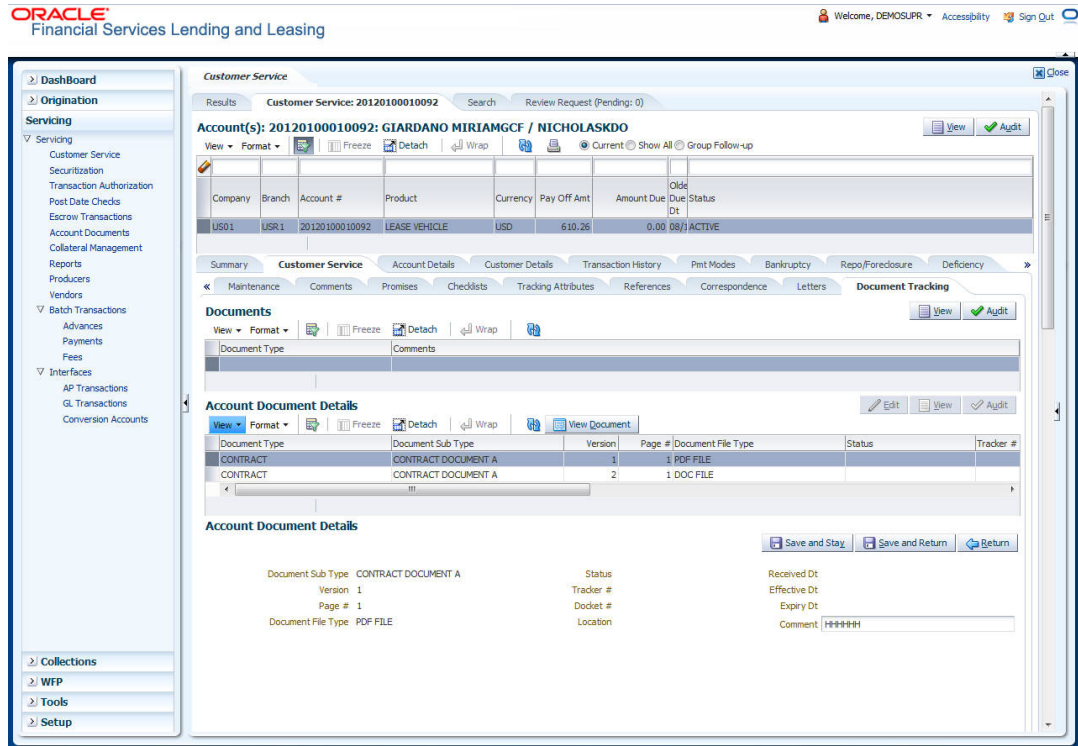 ORACLE®
Financial Services Lending and Leasing
Welcome, DEMOSUPR Accessibility Sign Out
Close
DashBoard
Origination
Servicing
Servicing
Customer Service
Securitization
Transaction Authorization
Post Date Checks
Escrow Transactions
Account Documents
Collateral Management
Reports
Producers
Vendors
Batch Transactions
Advances
Payments
Fees
Interfaces
AP Transactions
GL Transactions
Conversion Accounts
Collections
WFP
Tools
Setup
Customer Service
Results Customer Service: 20120100010092 Search Review Request (Pending: 0)
Account(s): 20120100010092: GIARDANO MIRIAMGCF / NICHOLASKDO
View Audit
View Format Freeze Detach Wrap Current Show All Group Follow-up
Company Branch Account # Product Currency Pay Off Amt Amount Due Olde Due Dt Status
US01 USR1 20120100010092 LEASE VEHICLE USD 610.26 0.00 08/1 ACTIVE
Summary Customer Service Account Details Customer Details Transaction History Pmt Modes Bankruptcy Repo/Foreclosure Deficiency »
« Maintenance Comments Promises Checklists Tracking Attributes References Correspondence Letters Document Tracking
Documents
View Audit
View Format Freeze Detach Wrap
Document Type Comments
Account Document Details
Edit View Audit
View Format Freeze Detach Wrap View Document
Document Type Document Sub Type Version Page # Document File Type Status Tracker #
CONTRACT CONTRACT DOCUMENT A 1 1 PDF FILE
CONTRACT CONTRACT DOCUMENT A 2 1 DOC FILE
Account Document Details
Save and Stay Save and Return Return
Document Sub Type CONTRACT DOCUMENT A Status Received Dt
Version 1 Tracker # Effective Dt
Page # 1 Docket # Expiry Dt
Document File Type PDF FILE Location Comment HHHHHH